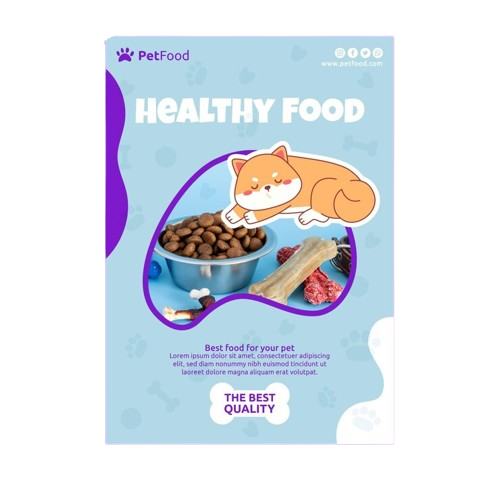 PetFood
www.petfood.com
HEALTHY FOOD
Best food for your pet
Lorem ipsum dolor sit amet, consectetuer adipiscing
elit, sed diam nonummy nibh euismod tincidunt ut
laoreet dolore magna aliquam erat volutpat.
THE BEST
QUALITY